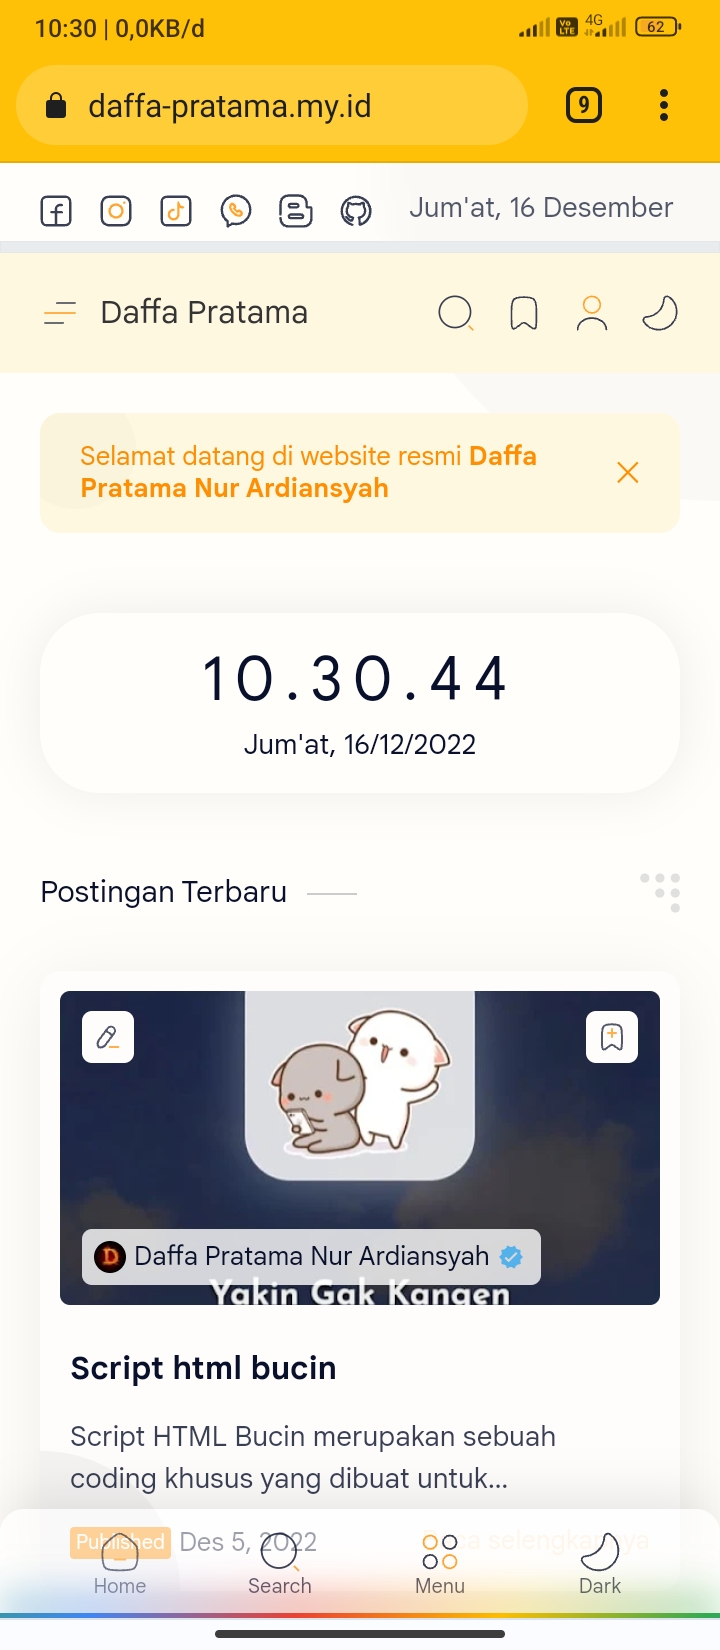 10:30 | 0,0KB/d
Vo LTE
4G
62
daffa-pratama.my.id
9
Jum'at, 16 Desember
Daffa Pratama
Selamat datang di website resmi Daffa
Pratama Nur Ardiansyah
10.30.44
Jum'at, 16/12/2022
Postingan Terbaru
D Daffa Pratama Nur Ardiansyah
Yakin Gak Kangen
Script html bucin
Script HTML Bucin merupakan sebuah
coding khusus yang dibuat untuk...
Published Des 5, 2022 Baca selengkapnya
Home Search Menu Dark